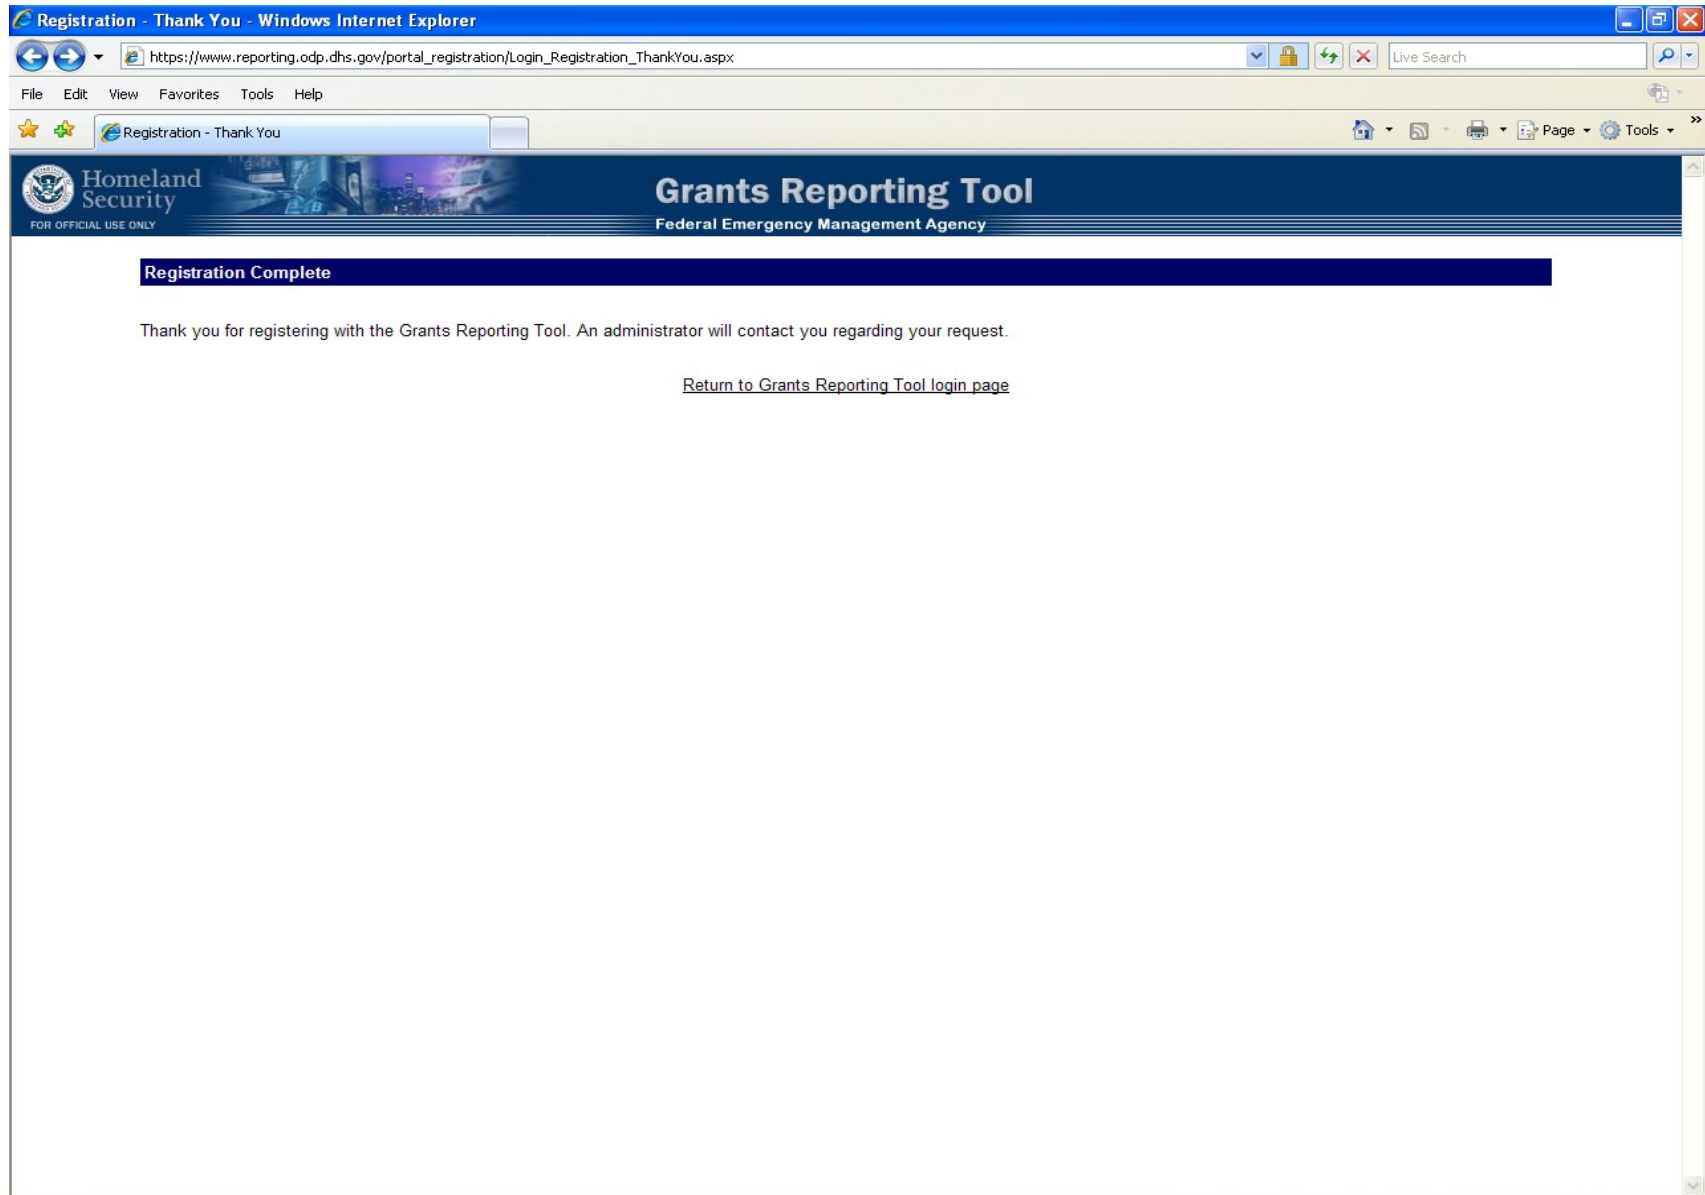 Registration - Thank You - Windows Internet Explorer
https://www.reporting.odp.dhs.gov/portal_registration/Login_Registration_ThankYou.aspx
Live Search
File Edit View Favorites Tools Help
Registration - Thank You
Page Tools
Homeland
Security
FOR OFFICIAL USE ONLY
Grants Reporting Tool
Federal Emergency Management Agency
Registration Complete
Thank you for registering with the Grants Reporting Tool. An administrator will contact you regarding your request.
Return to Grants Reporting Tool login page